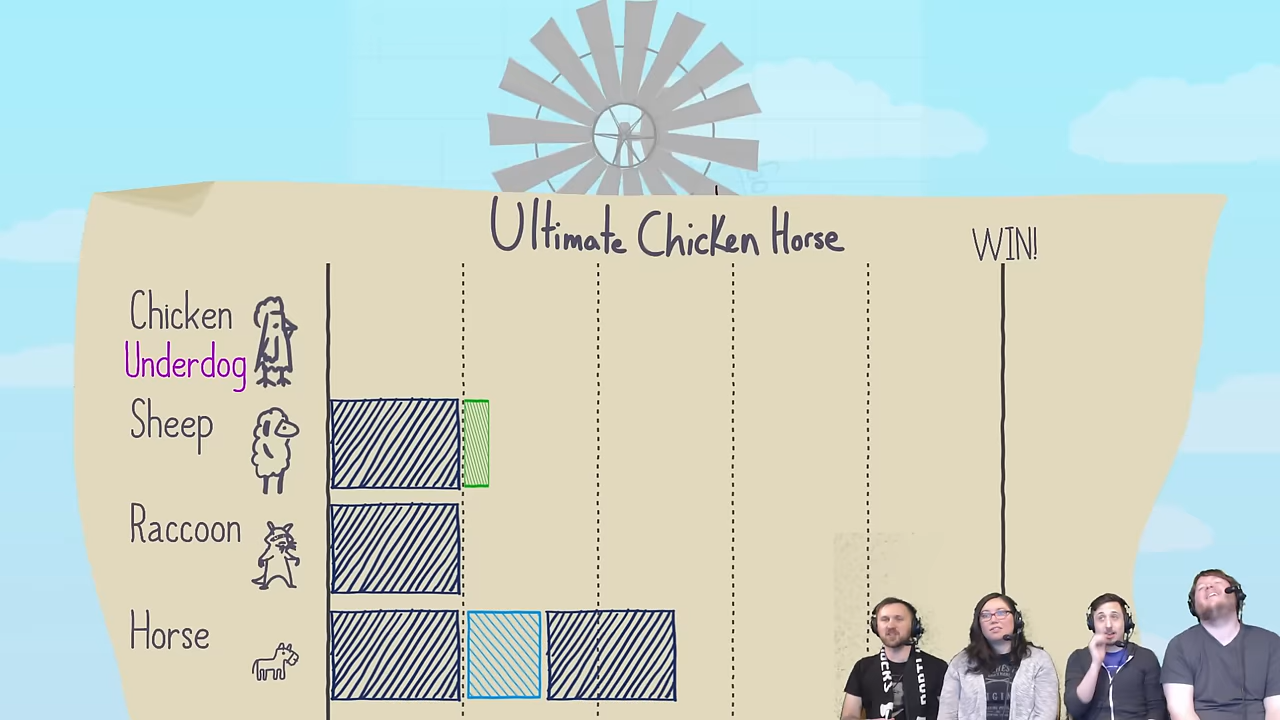 Ultimate Chicken Horse
WIN!
Chicken
Underdog
Sheep
Raccoon
Horse